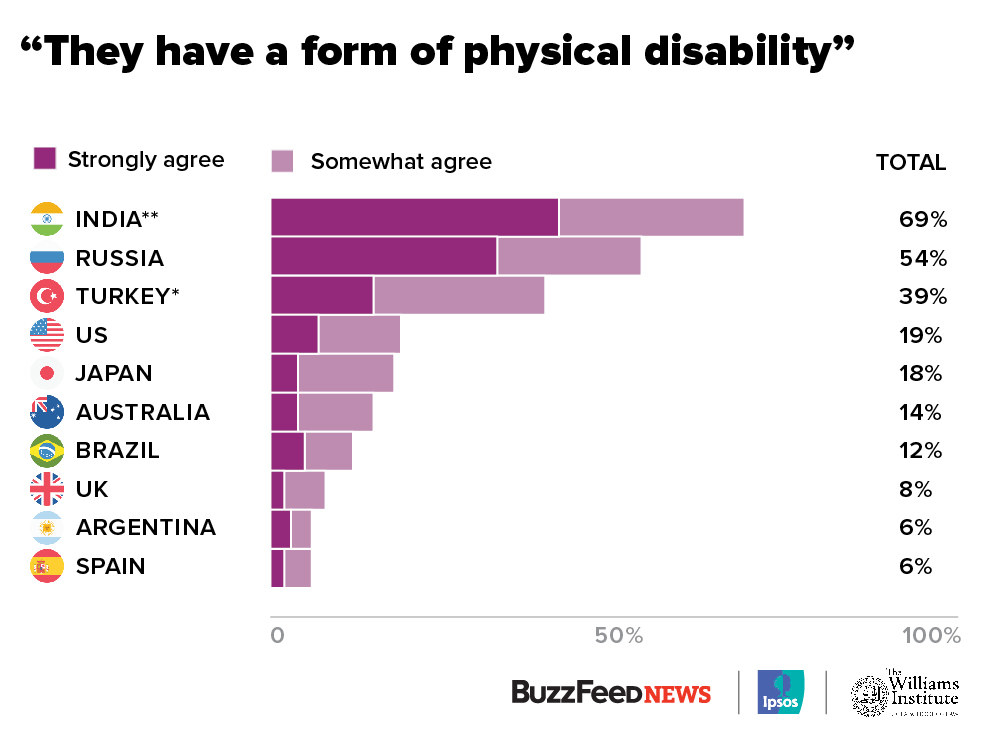 “They have a form of physical disability”
Strongly agree
Somewhat agree
TOTAL
INDIA** 69%
RUSSIA 54%
TURKEY* 39%
US 19%
JAPAN 18%
AUSTRALIA 14%
BRAZIL 12%
UK 8%
ARGENTINA 6%
SPAIN 6%
0 50% 100%
BuzzFeed NEWS
Ipsos
The
Williams
Institute